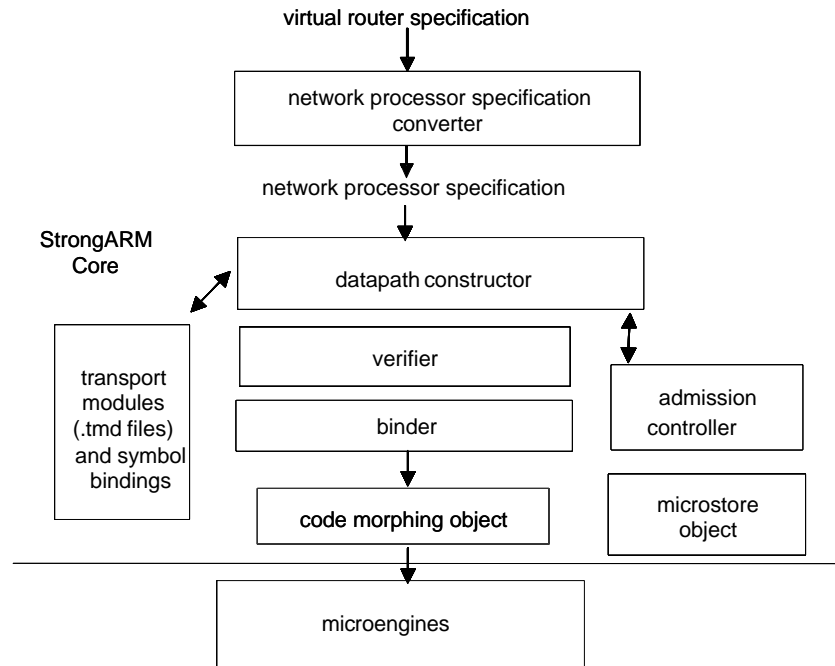 virtual router specification
network processor specification
converter
network processor specification
StrongARM
Core
datapath constructor
transport
modules
(.tmd files)
and symbol
bindings
verifier
admission
controller
binder
code morphing object
microstore
object
microengines